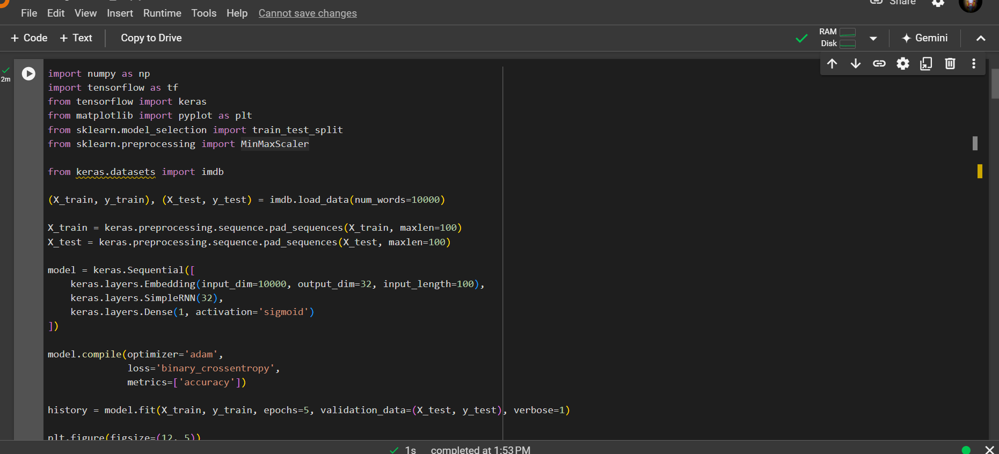 Share
File Edit View Insert Runtime Tools Help Cannot save changes
+ Code + Text Copy to Drive RAM Disk Gemini
2m
import numpy as np
import tensorflow as tf
from tensorflow import keras
from matplotlib import pyplot as plt
from sklearn.model_selection import train_test_split
from sklearn.preprocessing import MinMaxScaler
from keras.datasets import imdb
(X_train, y_train), (X_test, y_test) = imdb.load_data(num_words=10000)
X_train = keras.preprocessing.sequence.pad_sequences(X_train, maxlen=100)
X_test = keras.preprocessing.sequence.pad_sequences(X_test, maxlen=100)
model = keras.Sequential([
    keras.layers.Embedding(input_dim=10000, output_dim=32, input_length=100),
    keras.layers.SimpleRNN(32),
    keras.layers.Dense(1, activation='sigmoid')
])
model.compile(optimizer='adam',
              loss='binary_crossentropy',
              metrics=['accuracy'])
history = model.fit(X_train, y_train, epochs=5, validation_data=(X_test, y_test), verbose=1)
plt.figure(figsize=(12, 5))
1s completed at 1:53 PM